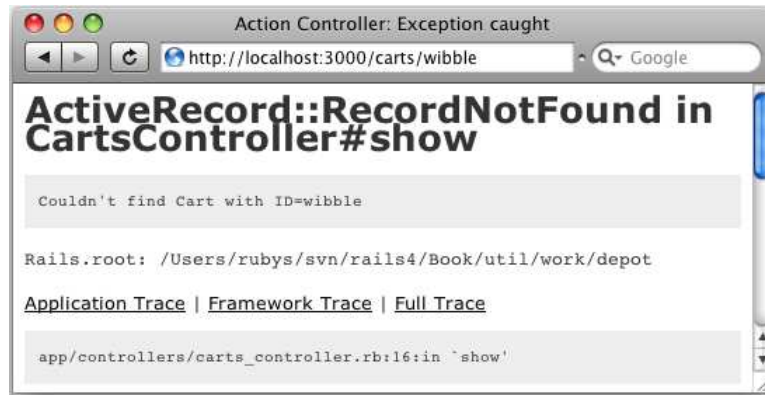 Action Controller: Exception caught
http://localhost:3000/carts/wibble
Google
ActiveRecord::RecordNotFound in
CartsController#show
Couldn't find Cart with ID=wibble
Rails.root: /Users/rubys/svn/rails4/Book/util/work/depot
Application Trace | Framework Trace | Full Trace
app/controllers/carts_controller.rb:16:in `show'